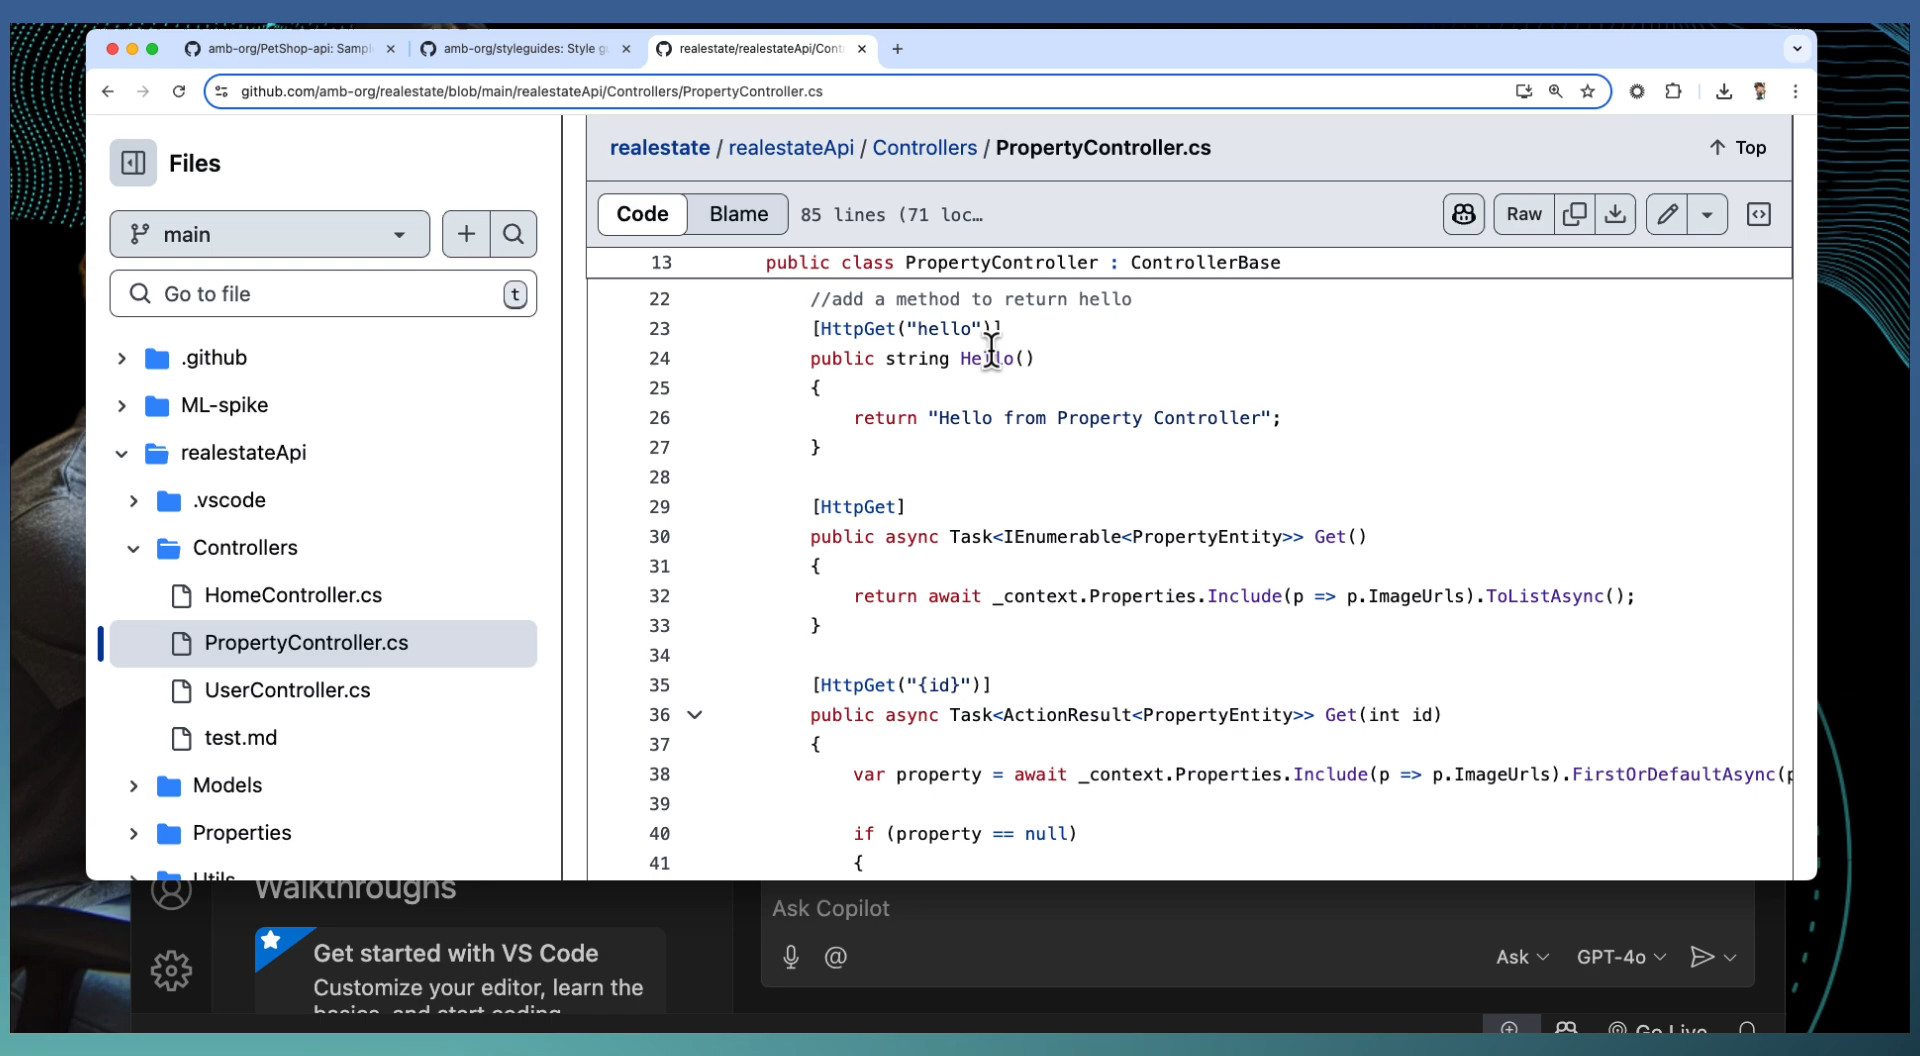 amb-org/PetShop-api: Sampl
amb-org/styleguides: Style g
realestate/realestateApi/Cont
github.com/amb-org/realestate/blob/main/realestateApi/Controllers/PropertyController.cs
Files
main
Go to file
t
.github
ML-spike
realestateApi
.vscode
Controllers
HomeController.cs
PropertyController.cs
UserController.cs
test.md
Models
Properties
Utils
realestate / realestateApi / Controllers / PropertyController.cs
Top
Code Blame 85 lines (71 loc…
Raw
13 public class PropertyController : ControllerBase
22 //add a method to return hello
23 [HttpGet("hello")]
24 public string Hello()
25 {
26 return "Hello from Property Controller";
27 }
28
29 [HttpGet]
30 public async Task<IEnumerable<PropertyEntity>> Get()
31 {
32 return await _context.Properties.Include(p => p.ImageUrls).ToListAsync();
33 }
34
35 [HttpGet("{id}")]
36 public async Task<ActionResult<PropertyEntity>> Get(int id)
37 {
38 var property = await _context.Properties.Include(p => p.ImageUrls).FirstOrDefaultAsync(p
39
40 if (property == null)
41 {
Walkthroughs
Get started with VS Code
Customize your editor, learn the
basics, and start coding
Ask Copilot
Ask
GPT-4o
Go Live